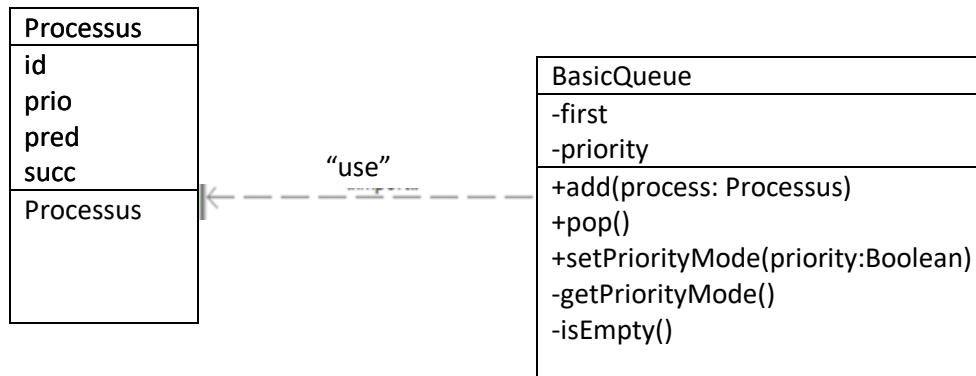 Processus
id
prio
pred
succ
Processus
“use”
BasicQueue
-first
-priority
+add(process: Processus)
+pop()
+setPriorityMode(priority:Boolean)
-getPriorityMode()
-isEmpty()